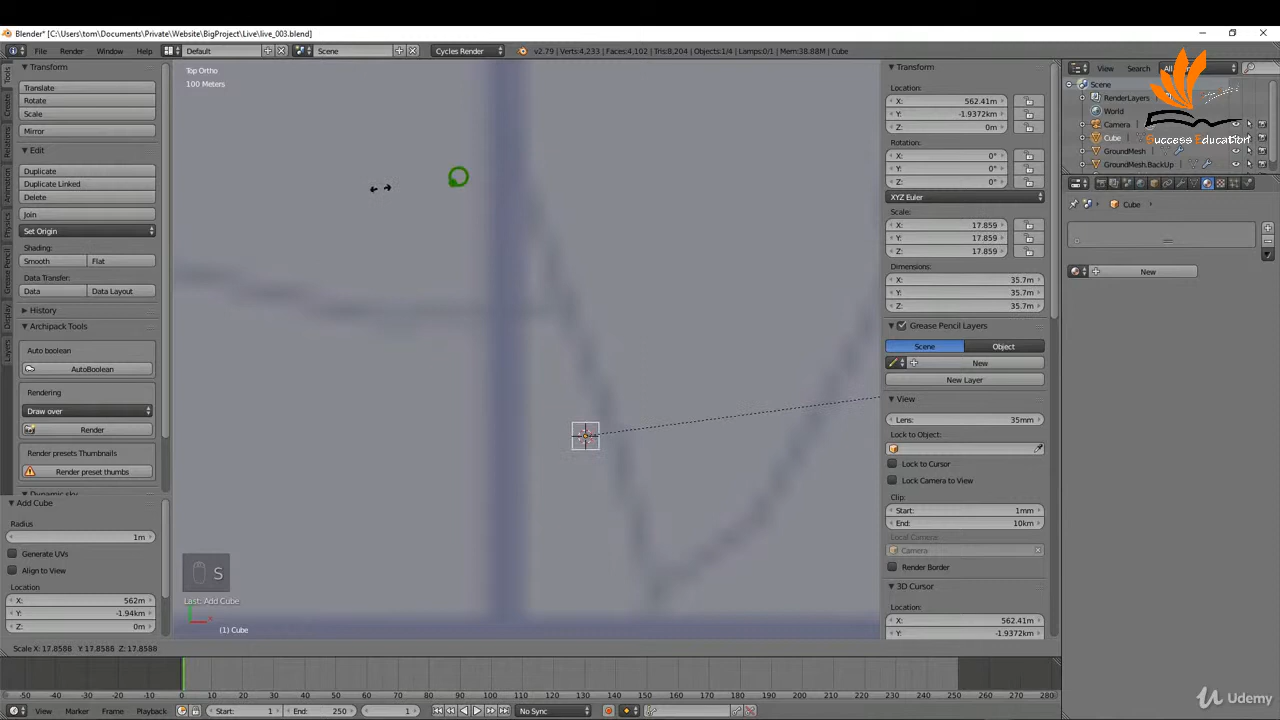 Blender* [C:\Users\tom\Documents\Private\Website\BigProject\Live\live_003.blend]
File Render Window Help Default Scene Cycles Render v2.79 | Verts:4,233 | Faces:4,102 | Tris:8,204 | Objects:1/4 | Lamps:0/1 | Mem:38.88M | Cube
View Search All
Tools
Create
Relations
Animation
Physics
Grease Pencil
Display
Layers
Transform
Translate
Rotate
Scale
Mirror
Edit
Duplicate
Duplicate Linked
Delete
Join
Set Origin
Shading:
Smooth Flat
Data Transfer:
Data Data Layout
History
Archipack Tools
Auto boolean
AutoBoolean
Rendering
Draw over
Render
Render presets Thumbnails
Render preset thumbs
Dynamic sky
Add Cube
Radius
1m
Generate UVs
Align to View
Location
X: 562m
Y: -1.94km
Z: 0m
Top Ortho
100 Meters
S
Last: Add Cube
(1) Cube
Scale X: 17.8588 Y: 17.8588 Z: 17.8588
Transform
Location:
X: 562.41m
Y: -1.9372km
Z: 0m
Rotation:
X: 0°
Y: 0°
Z: 0°
XYZ Euler
Scale:
X: 17.859
Y: 17.859
Z: 17.859
Dimensions:
X: 35.7m
Y: 35.7m
Z: 35.7m
Grease Pencil Layers
Scene Object
New
New Layer
View
Lens: 35mm
Lock to Object:
Lock to Cursor
Lock Camera to View
Clip:
Start: 1mm
End: 10km
Local Camera:
Camera
Render Border
3D Cursor
Location:
X: 562.41m
Y: -1.9372km
Scene
RenderLayers
World
Camera
Cube
GroundMesh
GroundMesh.BackUp
Success Education
Cube
New
-50 -40 -30 -20 -10 0 10 20 30 40 50 60 70 80 90 100 110 120 130 140 150 160 170 180 190 200 210 220 230 240 250 260 270 280
View Marker Frame Playback Start: 1 End: 250 1 No Sync
Udemy